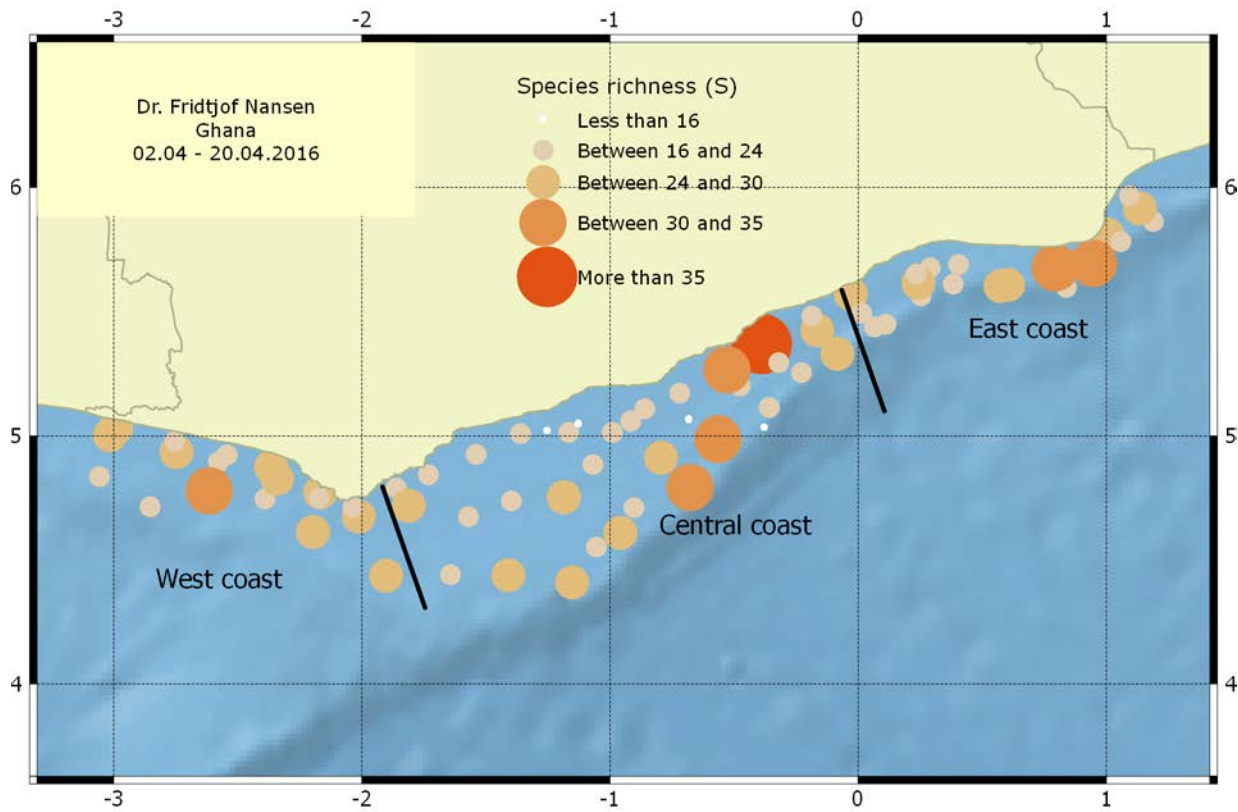 -3 -2 -1 0 1
Dr. Fridtjof Nansen
Ghana
02.04 - 20.04.2016
Species richness (S)
Less than 16
Between 16 and 24
Between 24 and 30
Between 30 and 35
More than 35
6 6
East coast
5 5
Central coast
West coast
4 4
-3 -2 -1 0 1